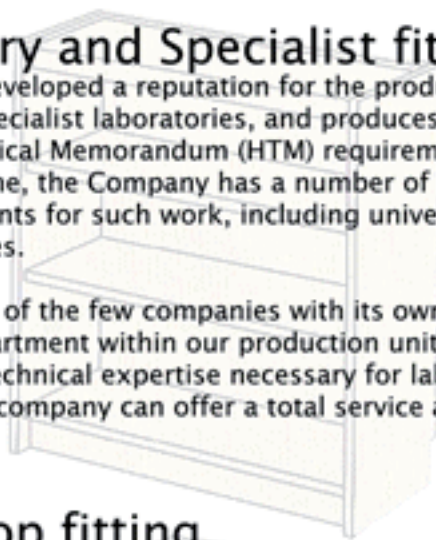 ry and Specialist fit
eveloped a reputation for the prod
ecialist laboratories, and produces
ical Memorandum (HTM) requirem
ne, the Company has a number of
nts for such work, including unive
es.
of the few companies with its own
artment within our production unit
echnical expertise necessary for la
company can offer a total service a
op fitting